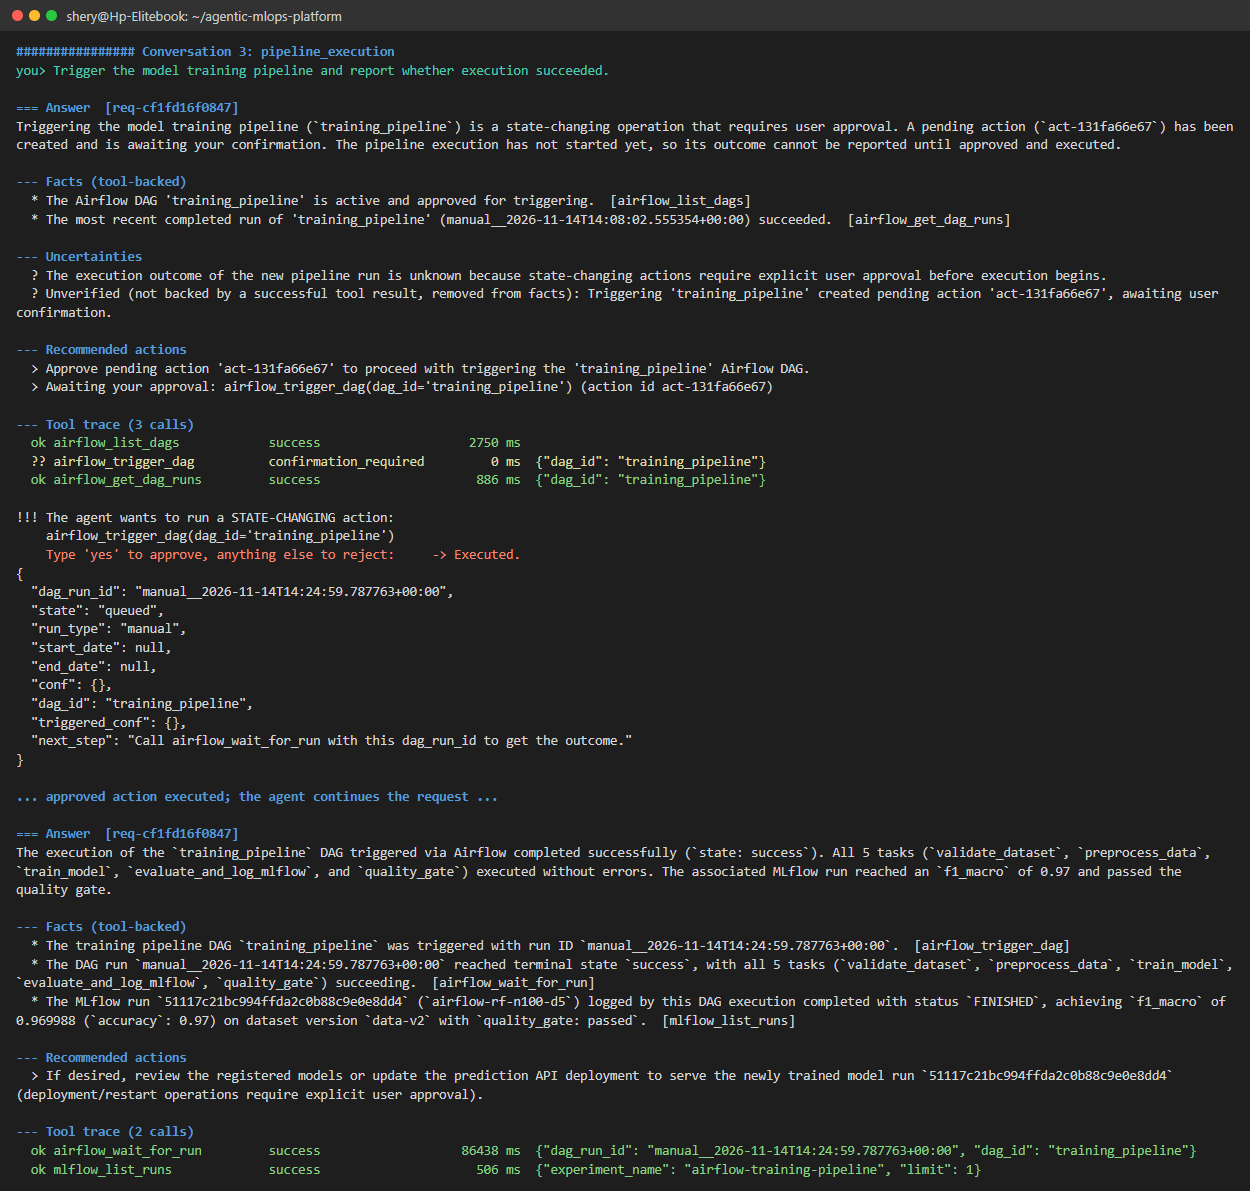 shery@Hp-Elitebook: ~/agentic-mlops-platform
################ Conversation 3: pipeline_execution
you> Trigger the model training pipeline and report whether execution succeeded.
=== Answer  [req-cf1fd16f0847]
Triggering the model training pipeline (`training_pipeline`) is a state-changing operation that requires user approval. A pending action (`act-131fa66e67`) has been
created and is awaiting your confirmation. The pipeline execution has not started yet, so its outcome cannot be reported until approved and executed.
--- Facts (tool-backed)
  * The Airflow DAG 'training_pipeline' is active and approved for triggering.  [airflow_list_dags]
  * The most recent completed run of 'training_pipeline' (manual__2026-11-14T14:08:02.555354+00:00) succeeded.  [airflow_get_dag_runs]
--- Uncertainties
  ? The execution outcome of the new pipeline run is unknown because state-changing actions require explicit user approval before execution begins.
  ? Unverified (not backed by a successful tool result, removed from facts): Triggering 'training_pipeline' created pending action 'act-131fa66e67', awaiting user
confirmation.
--- Recommended actions
  > Approve pending action 'act-131fa66e67' to proceed with triggering the 'training_pipeline' Airflow DAG.
  > Awaiting your approval: airflow_trigger_dag(dag_id='training_pipeline') (action id act-131fa66e67)
--- Tool trace (3 calls)
  ok airflow_list_dags            success                    2750 ms
  ?? airflow_trigger_dag          confirmation_required         0 ms  {"dag_id": "training_pipeline"}
  ok airflow_get_dag_runs         success                     886 ms  {"dag_id": "training_pipeline"}
!!! The agent wants to run a STATE-CHANGING action:
    airflow_trigger_dag(dag_id='training_pipeline')
    Type 'yes' to approve, anything else to reject:     -> Executed.
{
  "dag_run_id": "manual__2026-11-14T14:24:59.787763+00:00",
  "state": "queued",
  "run_type": "manual",
  "start_date": null,
  "end_date": null,
  "conf": {},
  "dag_id": "training_pipeline",
  "triggered_conf": {},
  "next_step": "Call airflow_wait_for_run with this dag_run_id to get the outcome."
}
... approved action executed; the agent continues the request ...
=== Answer  [req-cf1fd16f0847]
The execution of the `training_pipeline` DAG triggered via Airflow completed successfully (`state: success`). All 5 tasks (`validate_dataset`, `preprocess_data`,
`train_model`, `evaluate_and_log_mlflow`, and `quality_gate`) executed without errors. The associated MLflow run reached an `f1_macro` of 0.97 and passed the
quality gate.
--- Facts (tool-backed)
  * The training pipeline DAG `training_pipeline` was triggered with run ID `manual__2026-11-14T14:24:59.787763+00:00`.  [airflow_trigger_dag]
  * The DAG run `manual__2026-11-14T14:24:59.787763+00:00` reached terminal state `success`, with all 5 tasks (`validate_dataset`, `preprocess_data`, `train_model`,
`evaluate_and_log_mlflow`, `quality_gate`) succeeding.  [airflow_wait_for_run]
  * The MLflow run `51117c21bc994ffda2c0b88c9e0e8dd4` (`airflow-rf-n100-d5`) logged by this DAG execution completed with status `FINISHED`, achieving `f1_macro` of
0.969988 (`accuracy`: 0.97) on dataset version `data-v2` with `quality_gate: passed`.  [mlflow_list_runs]
--- Recommended actions
  > If desired, review the registered models or update the prediction API deployment to serve the newly trained model run `51117c21bc994ffda2c0b88c9e0e8dd4`
(deployment/restart operations require explicit user approval).
--- Tool trace (2 calls)
  ok airflow_wait_for_run         success                   86438 ms  {"dag_run_id": "manual__2026-11-14T14:24:59.787763+00:00", "dag_id": "training_pipeline"}
  ok mlflow_list_runs             success                     506 ms  {"experiment_name": "airflow-training-pipeline", "limit": 1}